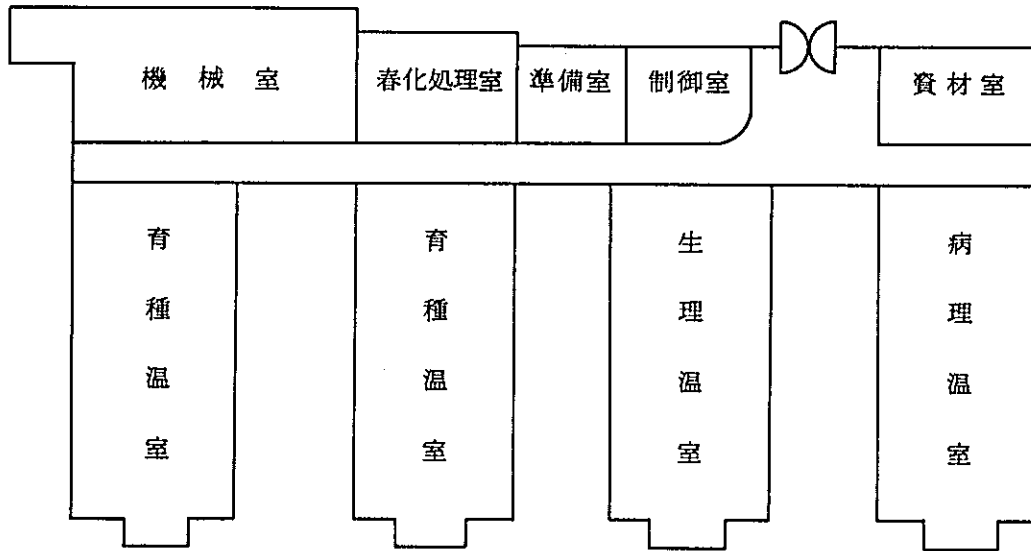 機械室
春化処理室
準備室
制御室
資材室
育種温室
育種温室
生理温室
病理温室